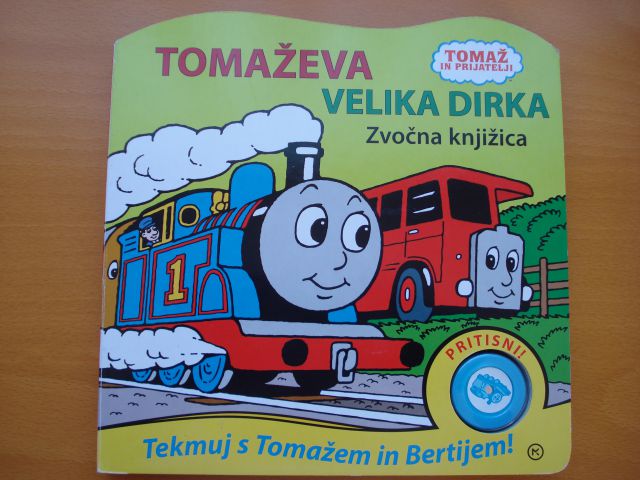 TOMAŽEVA
TOMAŽ
IN PRIJATELJI
VELIKA DIRKA
Zvočna knjižica
1
PRITISNI!
Tekmuj s Tomažem in Bertijem!
M